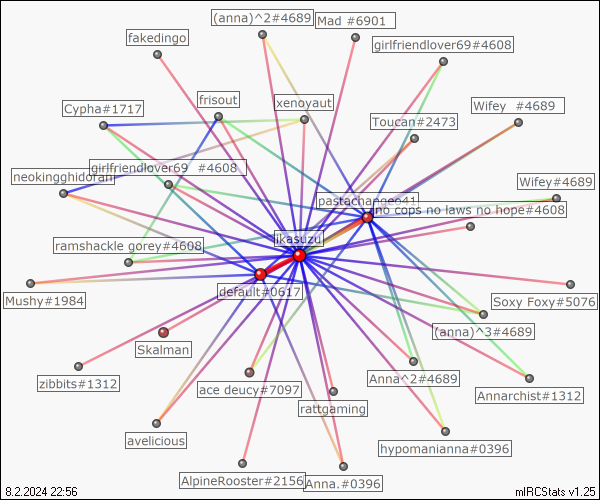 (anna)^2#4689
Mad #6901
fakedingo
girlfriendlover69#4608
frisout
xenoyaut
Cypha#1717
Wifey  #4689
Toucan#2473
girlfriendlover69  #4608
neokingghidorah
Wifey#4689
pastachangeo41
no cops no laws no hope#4608
ikasuzu
ramshackle gorey#4608
default#0617
Mushy#1984
Soxy Foxy#5076
(anna)^3#4689
Skalman
zibbits#1312
ace deucy#7097
Anna^2#4689
Annarchist#1312
rattgaming
avelicious
hypomanianna#0396
AlpineRooster#2156
Anna.#0396
8.2.2024 22:56
mIRCStats v1.25